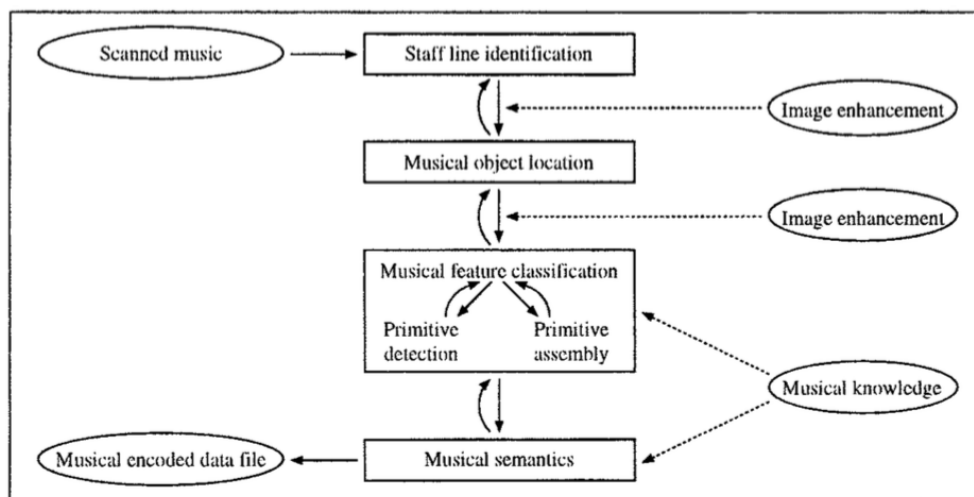 Scanned music
Staff line identification
Image enhancement
Musical object location
Image enhancement
Musical feature classification
Primitive
detection
Primitive
assembly
Musical knowledge
Musical encoded data file
Musical semantics